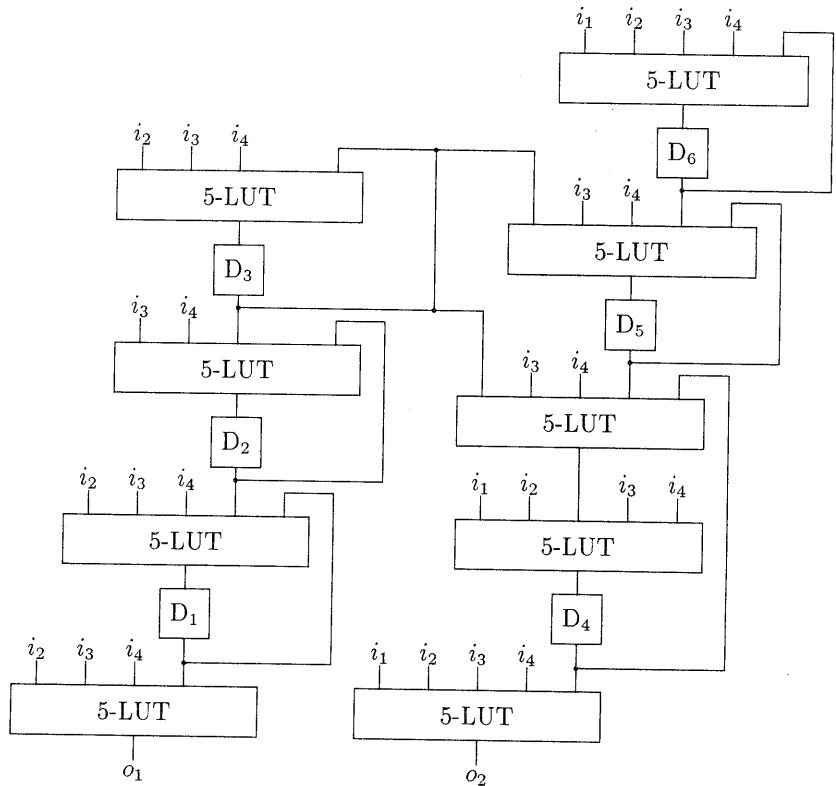 i₁ i₂ i₃ i₄
5-LUT
D₆
i₂ i₃ i₄
5-LUT
i₃ i₄
5-LUT
D₃
D₅
i₃ i₄
5-LUT
i₃ i₄
5-LUT
D₂
i₂ i₃ i₄
5-LUT
i₁ i₂ i₃ i₄
5-LUT
D₁
D₄
i₂ i₃ i₄
5-LUT
i₁ i₂ i₃ i₄
5-LUT
o₁
o₂